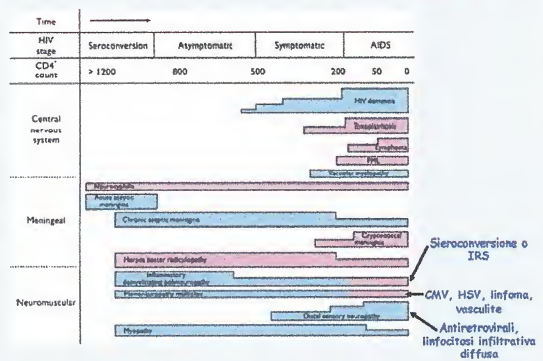 Time
HIV stage
Seroconversion
Asymptomatic
Symptomatic
AIDS
CD4+ count
> 1200
800
500
200
50
0
Central
nervous
system
HIV dementia
Toxoplasmosis
Lymphoma
PML
Vacuolar myelopathy
Meningeal
Neurosyphilis
Acute aseptic
meningitis
Chronic aseptic meningitis
Cryptococcal
meningitis
Herpes zoster radiculopathy
Neuromuscular
Inflammatory
demyelinating polyneuropathy
Mononeuropathy multiplex
Distal sensory neuropathy
Myopathy
Sieroconversione o
IRS
CMV, HSV, linfoma,
vasculite
Antiretrovirali,
linfocitosi infiltrativa
diffusa